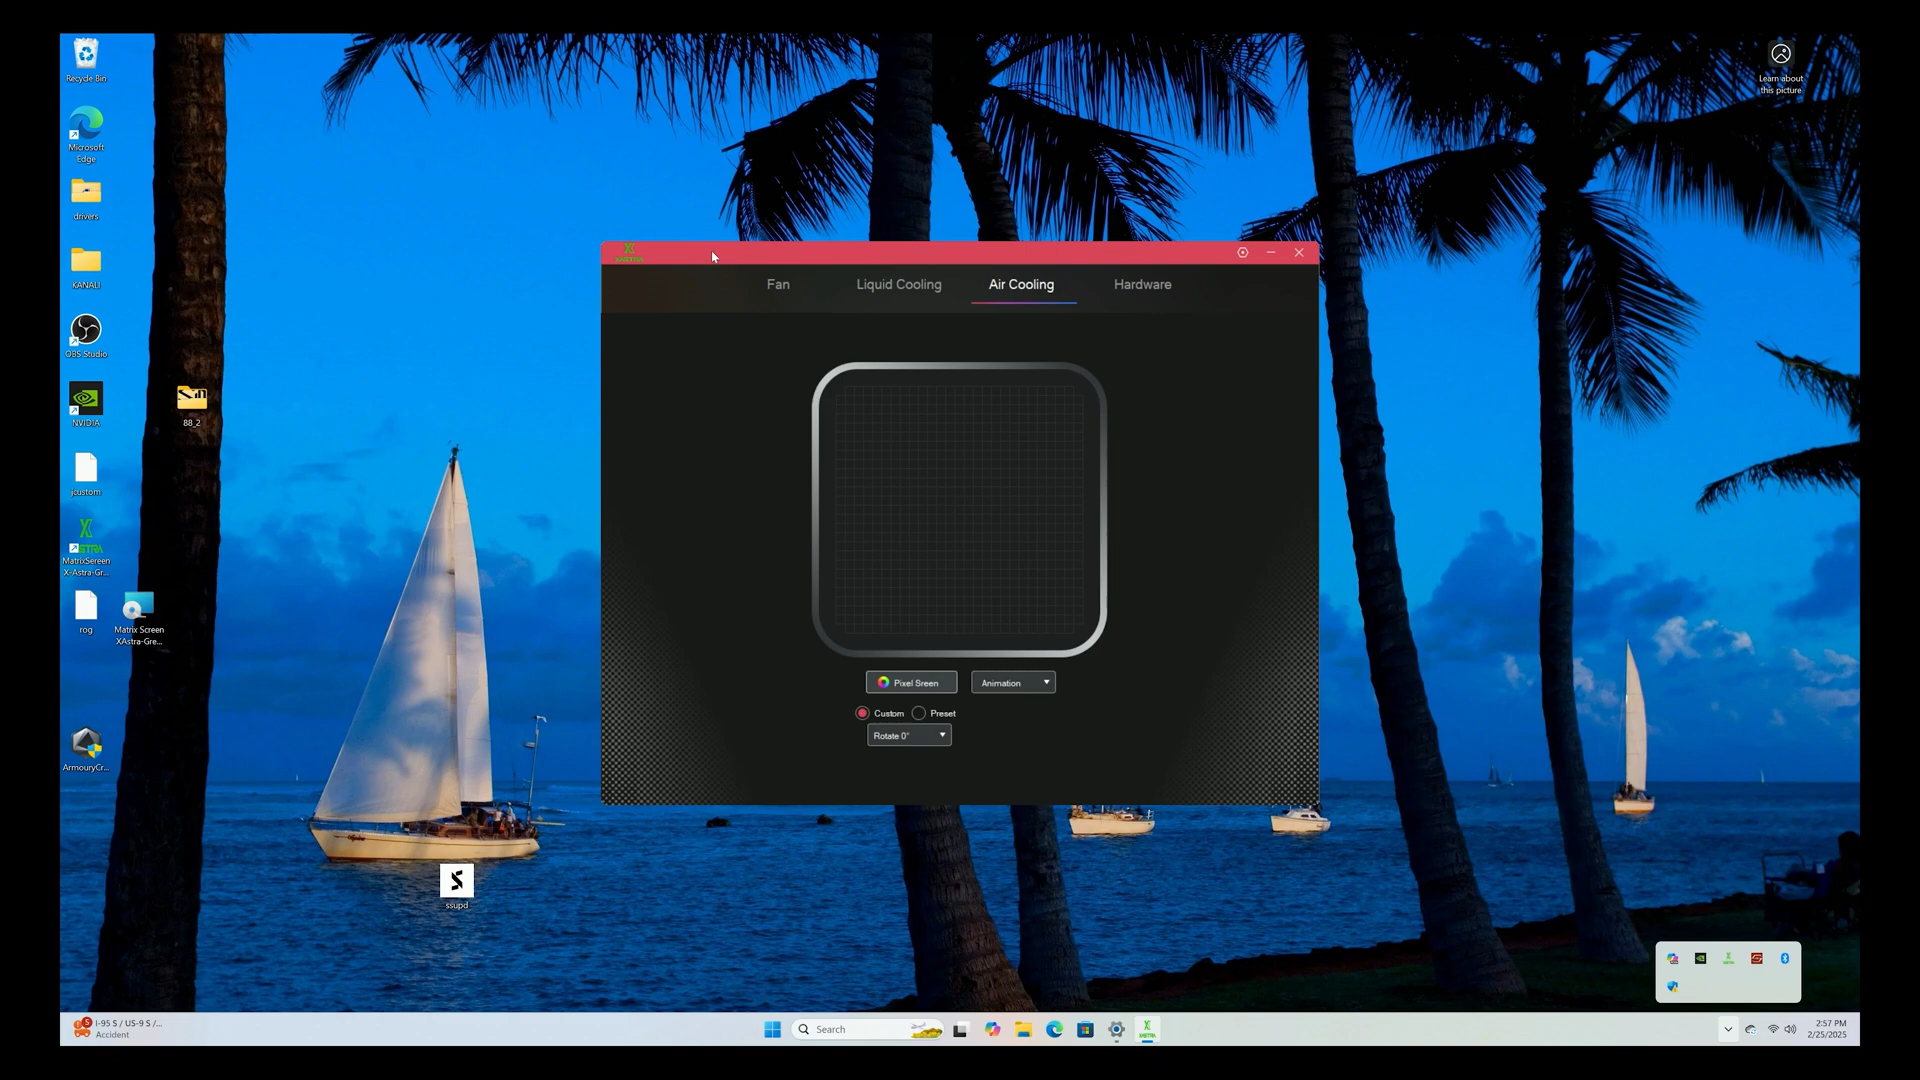 Recycle Bin
Learn about
this picture
Microsoft
Edge
drivers
KANALI
OBS Studio
NVIDIA
88_2
jcustom
MatrixSereen
X-Astra-Gr...
rog
Matrix Screen
XAstra-Gre...
ArmouryCr...
ssupd
Fan
Liquid Cooling
Air Cooling
Hardware
Pixel Sreen
Animation
Custom
Preset
Rotate 0°
5
I-95 S / US-9 S /...
Accident
Search
2:57 PM
2/25/2025